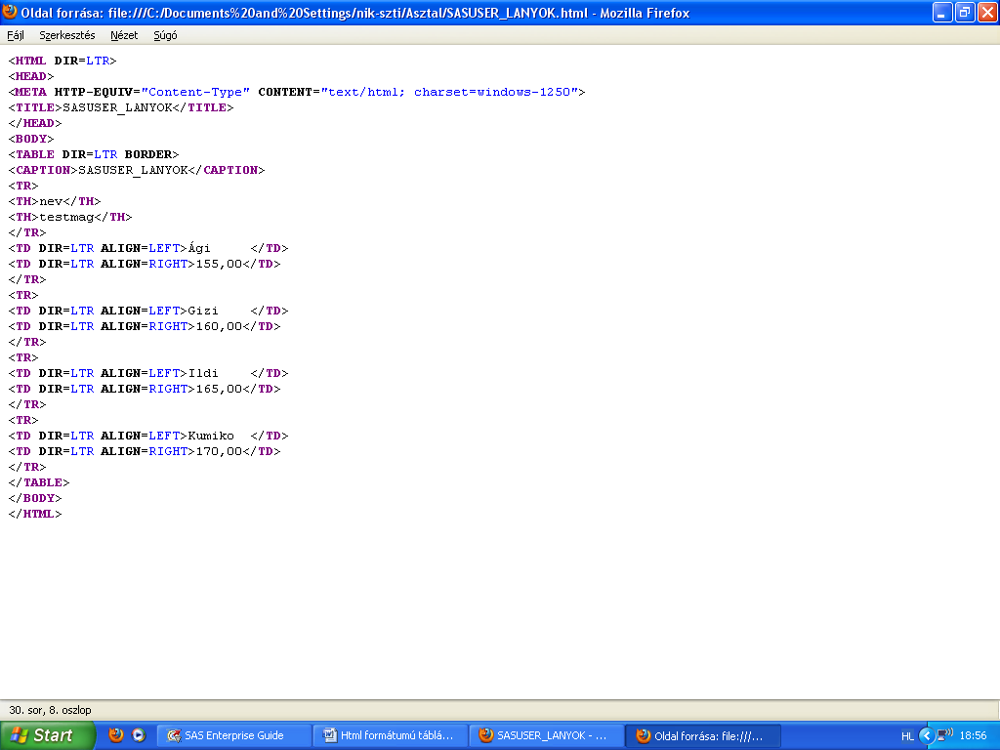 Oldal forrása: file:///C:/Documents%20and%20Settings/nik-szti/Asztal/SASUSER_LANYOK.html - Mozilla Firefox
Fájl Szerkesztés Nézet Súgó
<HTML DIR=LTR>
<HEAD>
<META HTTP-EQUIV="Content-Type" CONTENT="text/html; charset=windows-1250">
<TITLE>SASUSER_LANYOK</TITLE>
</HEAD>
<BODY>
<TABLE DIR=LTR BORDER>
<CAPTION>SASUSER_LANYOK</CAPTION>
<TR>
<TH>nev</TH>
<TH>testmag</TH>
</TR>
<TD DIR=LTR ALIGN=LEFT>Ági     </TD>
<TD DIR=LTR ALIGN=RIGHT>155,00</TD>
</TR>
<TR>
<TD DIR=LTR ALIGN=LEFT>Gizi    </TD>
<TD DIR=LTR ALIGN=RIGHT>160,00</TD>
</TR>
<TR>
<TD DIR=LTR ALIGN=LEFT>Ildi    </TD>
<TD DIR=LTR ALIGN=RIGHT>165,00</TD>
</TR>
<TR>
<TD DIR=LTR ALIGN=LEFT>Kumiko  </TD>
<TD DIR=LTR ALIGN=RIGHT>170,00</TD>
</TR>
</TABLE>
</BODY>
</HTML>
30. sor, 8. oszlop
Start SAS Enterprise Guide Html formátumú táblá... SASUSER_LANYOK - ... Oldal forrása: file:///... HL 18:56